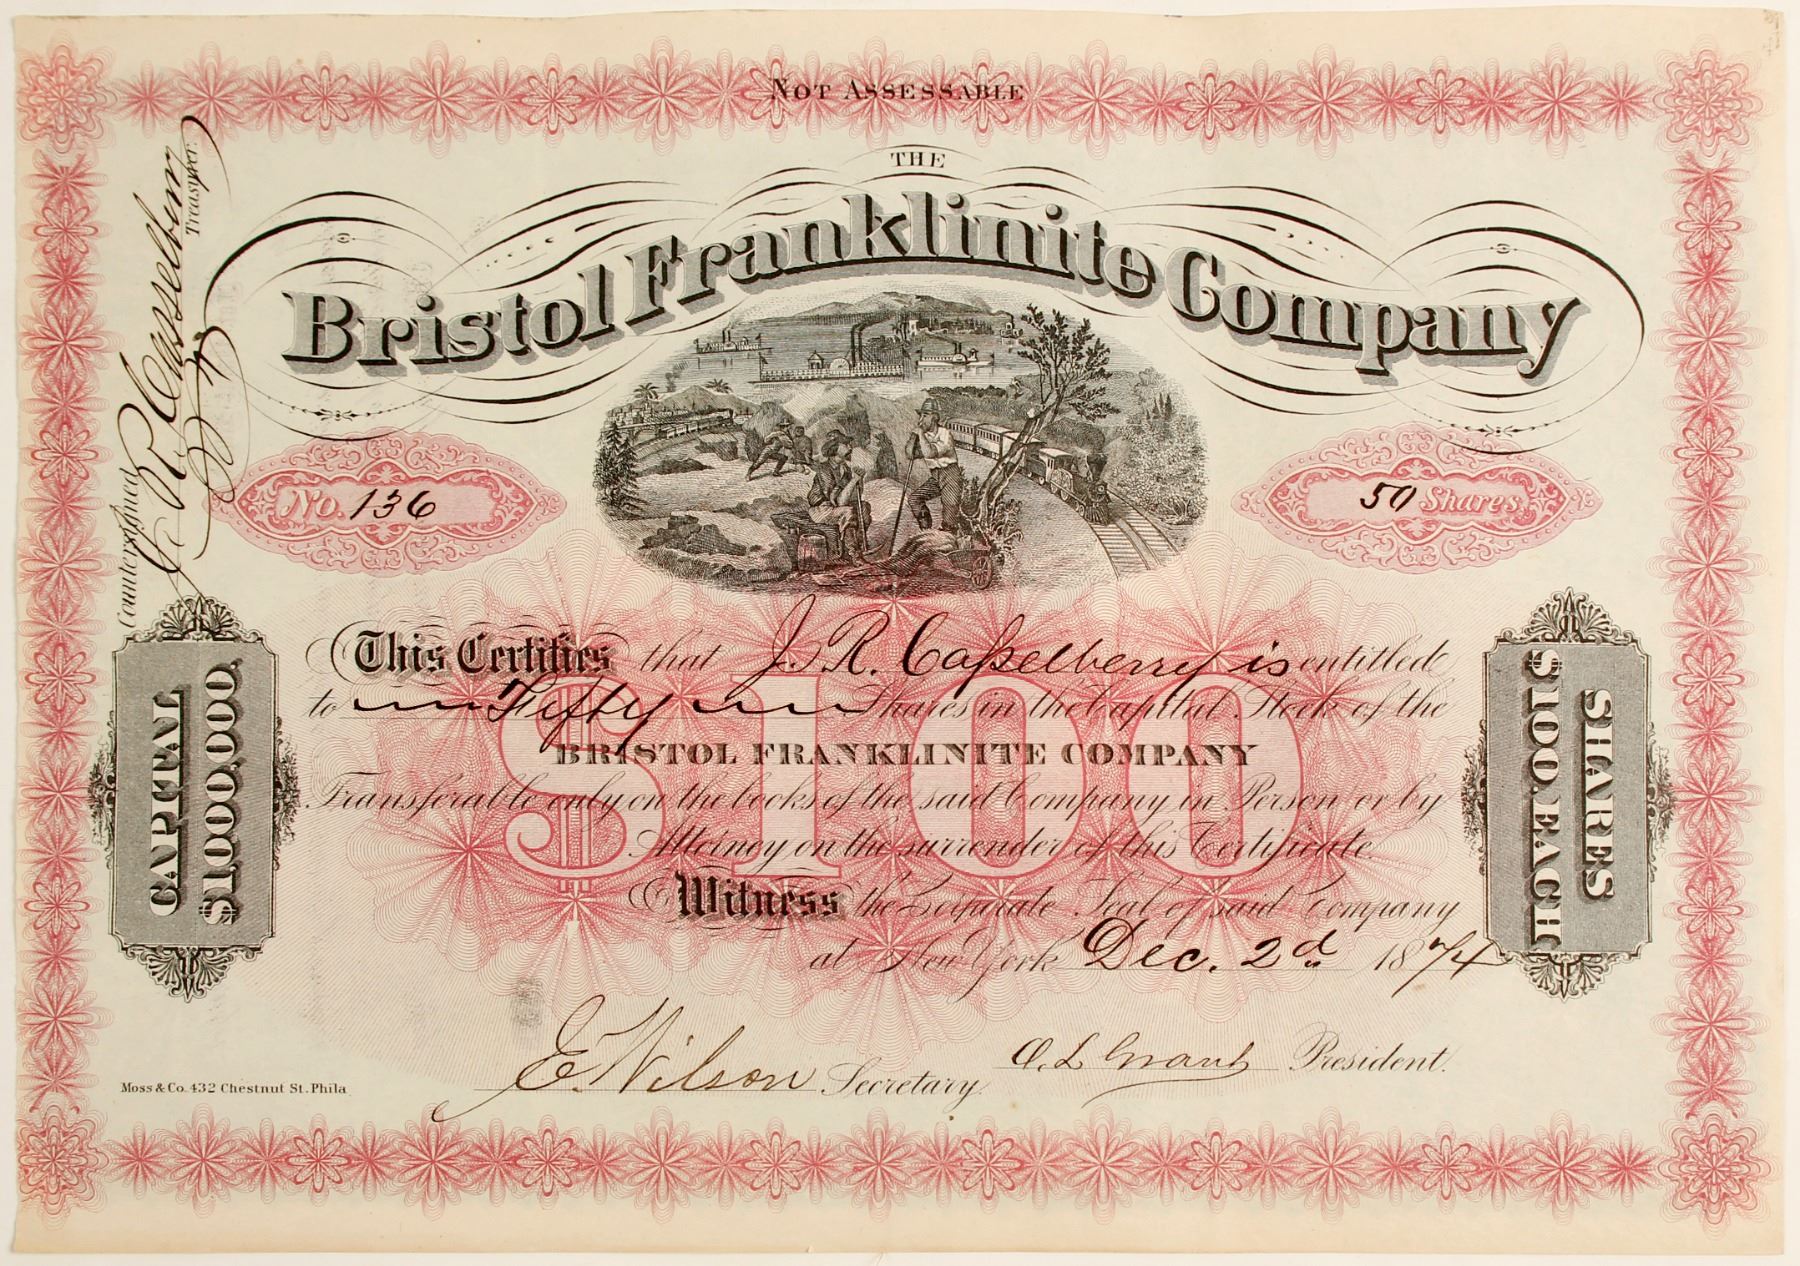 Not Assessable
THE
Bristol Franklinite Company
No. 136
50 Shares
Countersigned
J. R. Casselberry
Treasurer.
This Certifies that J. R. Casselberry is entitled
to Fifty Shares in the Capital Stock of the
BRISTOL FRANKLINITE COMPANY
Transferable only on the books of the said Company in Person or by
Attorney on the surrender of this Certificate.
$100
Witness the Corporate Seal of said Company
at New York Dec. 2d 1874
CAPITAL
$1,000,000.
SHARES
$100. EACH
E. Wilson Secretary.
O. L. Grant President.
Moss & Co. 432 Chestnut St. Phila